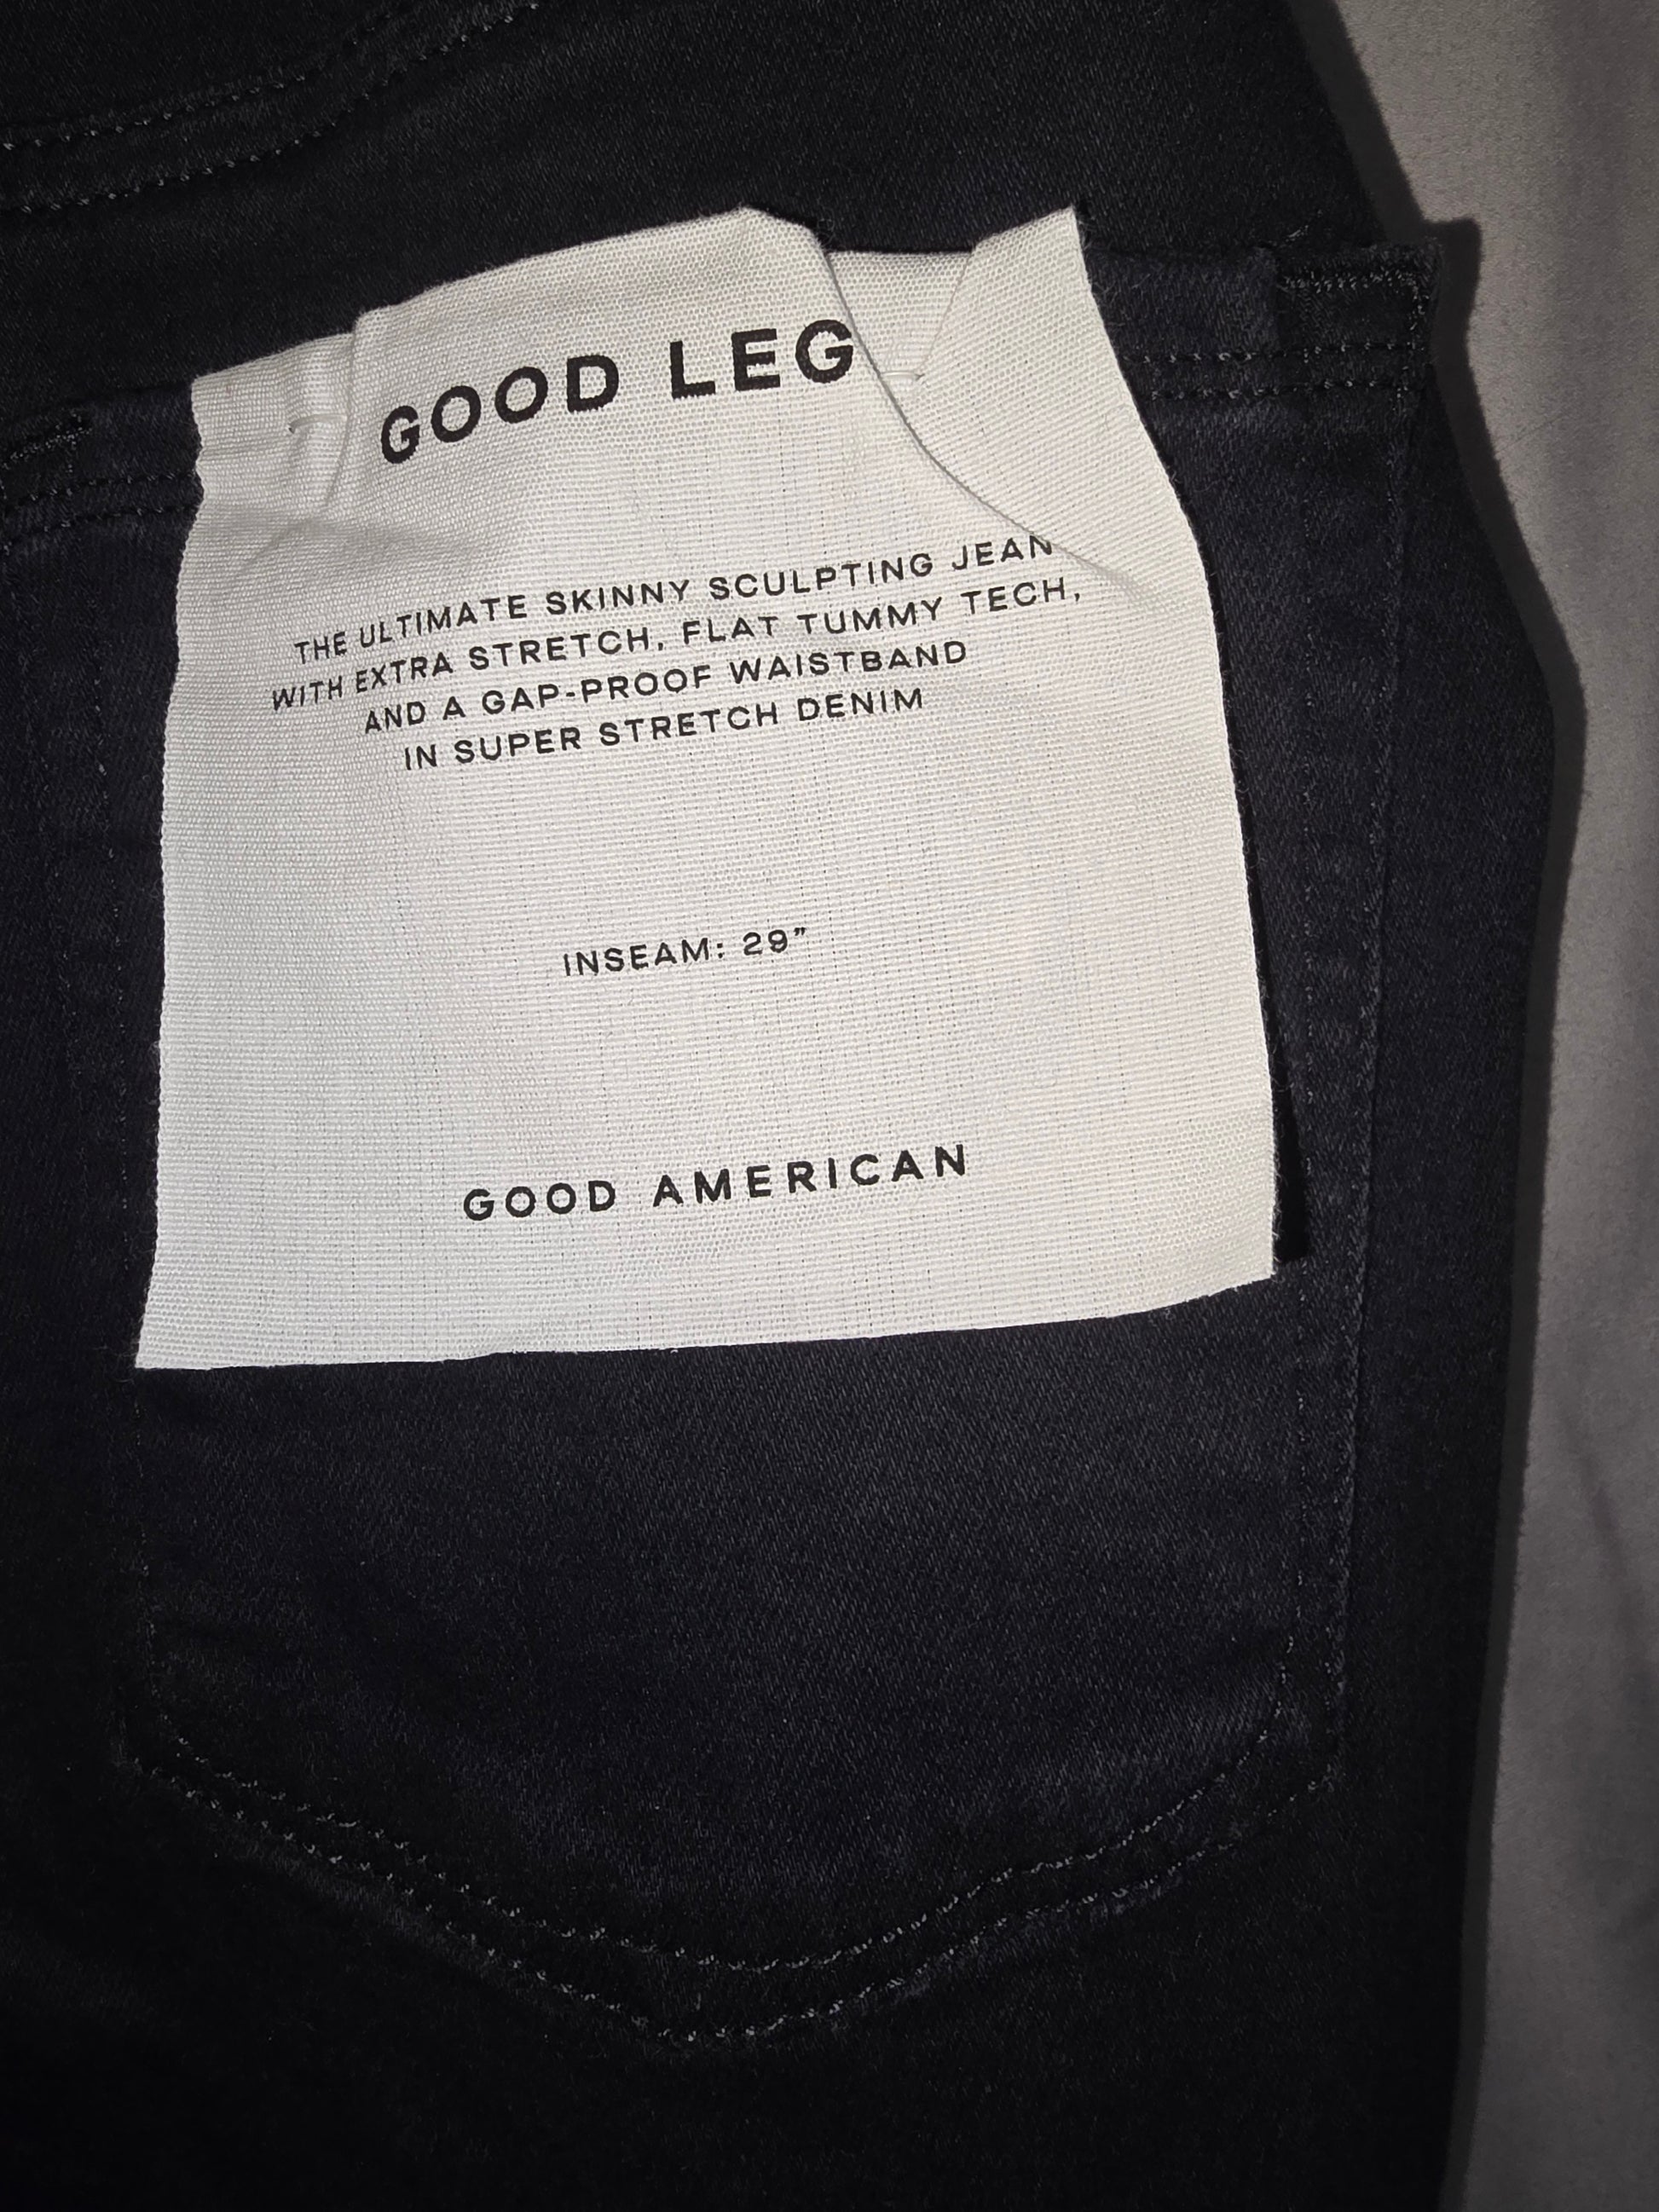 GOOD LEG
THE ULTIMATE SKINNY SCULPTING JEAN
WITH EXTRA STRETCH, FLAT TUMMY TECH,
AND A GAP-PROOF WAISTBAND
IN SUPER STRETCH DENIM
INSEAM: 29”
GOOD AMERICAN